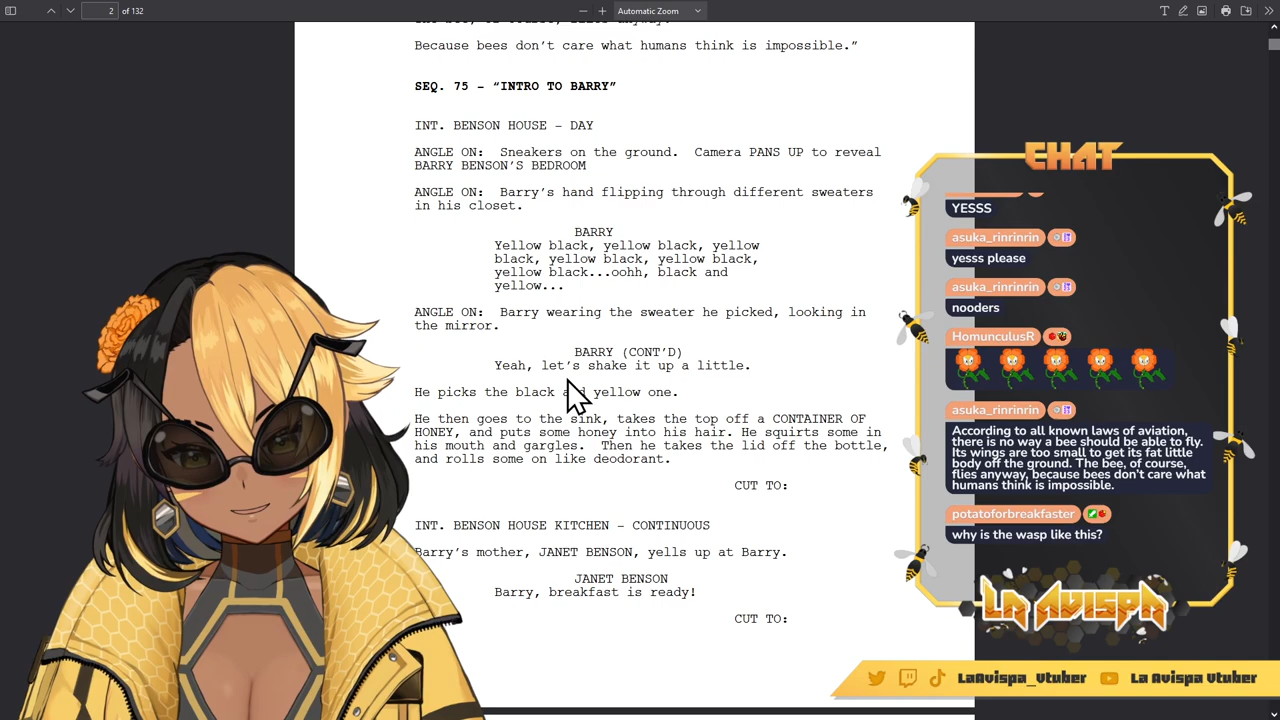 2 of 132
Automatic Zoom
Because bees don't care what humans think is impossible.”
SEQ. 75 - “INTRO TO BARRY”
INT. BENSON HOUSE - DAY
ANGLE ON: Sneakers on the ground. Camera PANS UP to reveal
BARRY BENSON'S BEDROOM
ANGLE ON: Barry's hand flipping through different sweaters
in his closet.
BARRY
Yellow black, yellow black, yellow
black, yellow black, yellow black,
yellow black...oohh, black and
yellow...
ANGLE ON: Barry wearing the sweater he picked, looking in
the mirror.
BARRY (CONT'D)
Yeah, let's shake it up a little.
He picks the black yellow one.
He then goes to the sink, takes the top off a CONTAINER OF
HONEY, and puts some honey into his hair. He squirts some in
his mouth and gargles. Then he takes the lid off the bottle,
and rolls some on like deodorant.
CUT TO:
INT. BENSON HOUSE KITCHEN - CONTINUOUS
Barry's mother, JANET BENSON, yells up at Barry.
JANET BENSON
Barry, breakfast is ready!
CUT TO:
CHAT
YESSS
asuka_rinrinrin
yesss please
asuka_rinrinrin
nooders
HomunculusR
asuka_rinrinrin
According to all known laws of aviation,
there is no way a bee should be able to fly.
Its wings are too small to get its fat little
body off the ground. The bee, of course,
flies anyway, because bees don't care what
humans think is impossible.
potatoforbreakfaster
why is the wasp like this?
LA AVISPA
LaAvispa_Vtuber
La Avispa Vtuber